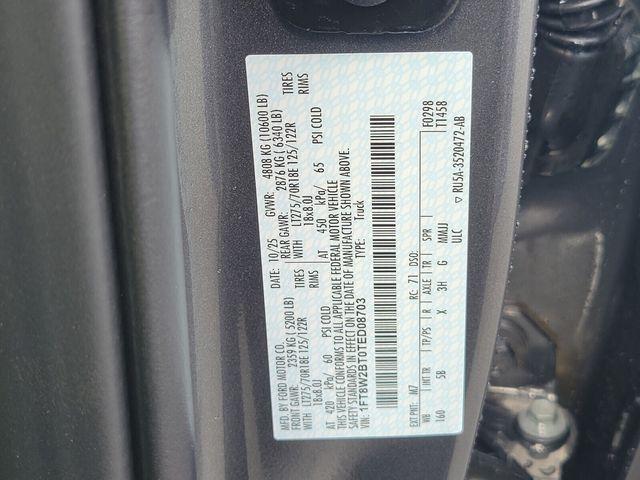 MFD. BY FORD MOTOR CO. DATE: 10/25 GVWR: 4808 KG (10600 LB)
FRONT GAWR: 2359 KG ( 5200 LB) REAR GAWR: 2876 KG ( 6340 LB)
LT275/70R18E 125/122R TIRES WITH LT275/70R18E 125/122R TIRES
18x8.0J RIMS 18x8.0J RIMS
AT 420 kPa/ 60 PSI COLD AT 450 kPa/ 65 PSI COLD
THIS VEHICLE CONFORMS TO ALL APPLICABLE FEDERAL MOTOR VEHICLE
SAFETY STANDARDS IN EFFECT ON THE DATE OF MANUFACTURE SHOWN ABOVE.
VIN: 1FT8W2BT0TED08703 TYPE: Truck
EXT PNT: M7 RC: 71 DSO: F0298
WB INT TR TP/PS R AXLE TR SPR T1458
160 5B X 3H G MMJJ
ULC ▽ RU5A-3520472-AB